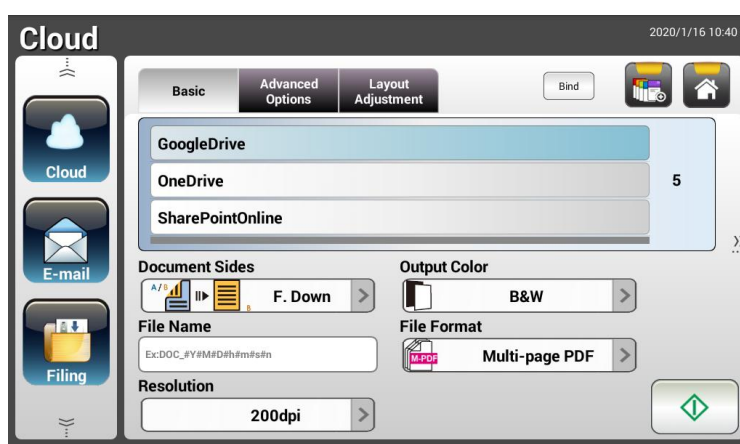 Cloud
2020/1/16 10:40
Basic
Advanced
Options
Layout
Adjustment
Bind
Cloud
GoogleDrive
OneDrive
SharePointOnline
5
E-mail
Document Sides
Output Color
A/B
B
F. Down
B&W
File Name
File Format
Ex:DOC_#Y#M#D#h#m#s#n
M-PDF
Multi-page PDF
Filing
Resolution
200dpi